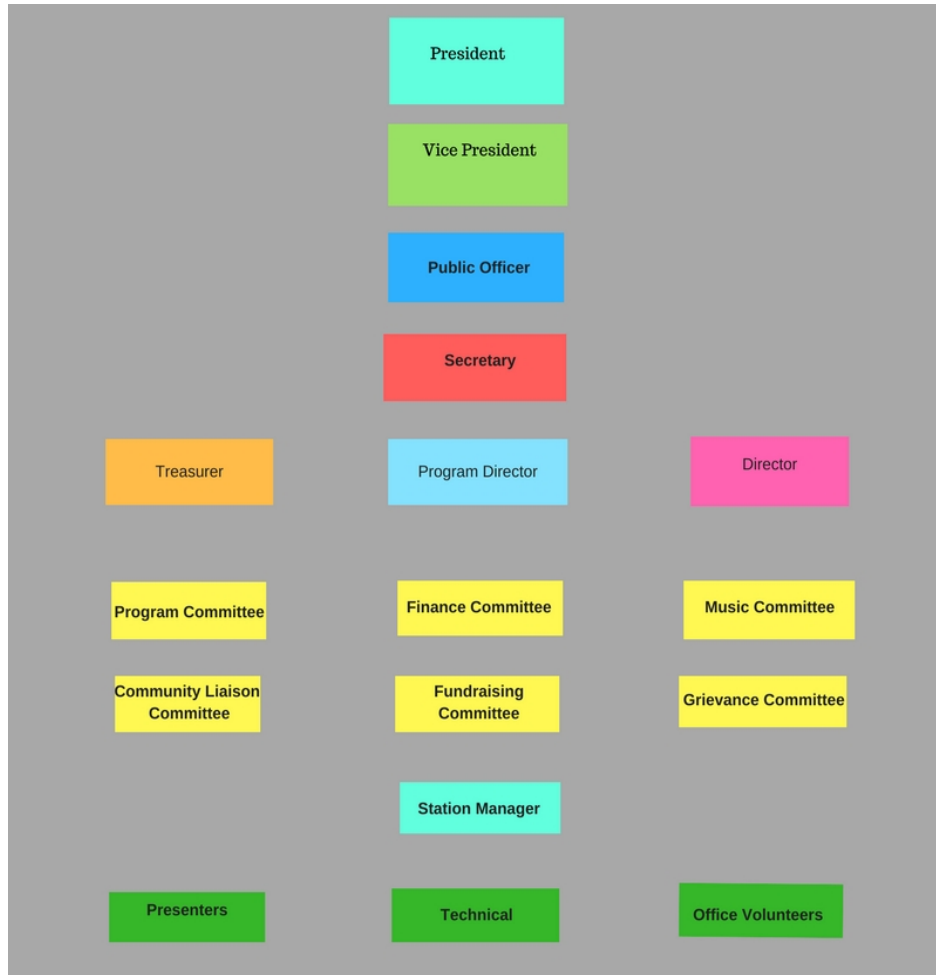 President
Vice President
Public Officer
Secretary
Treasurer
Program Director
Director
Program Committee
Finance Committee
Music Committee
Community Liaison
Committee
Fundraising
Committee
Grievance Committee
Station Manager
Presenters
Technical
Office Volunteers